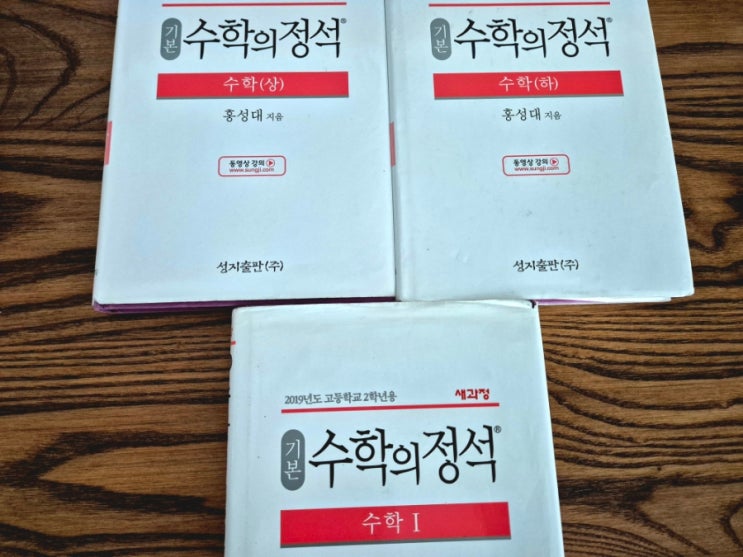 기본 수학의정석®
수학(상)
홍성대 지음
동영상 강의
www.sungji.com
성지출판(주)
기본 수학의정석®
수학(하)
홍성대 지음
동영상 강의
www.sungji.com
성지출판(주)
2019년도 고등학교 2학년용 새과정
기본 수학의정석®
수학 I